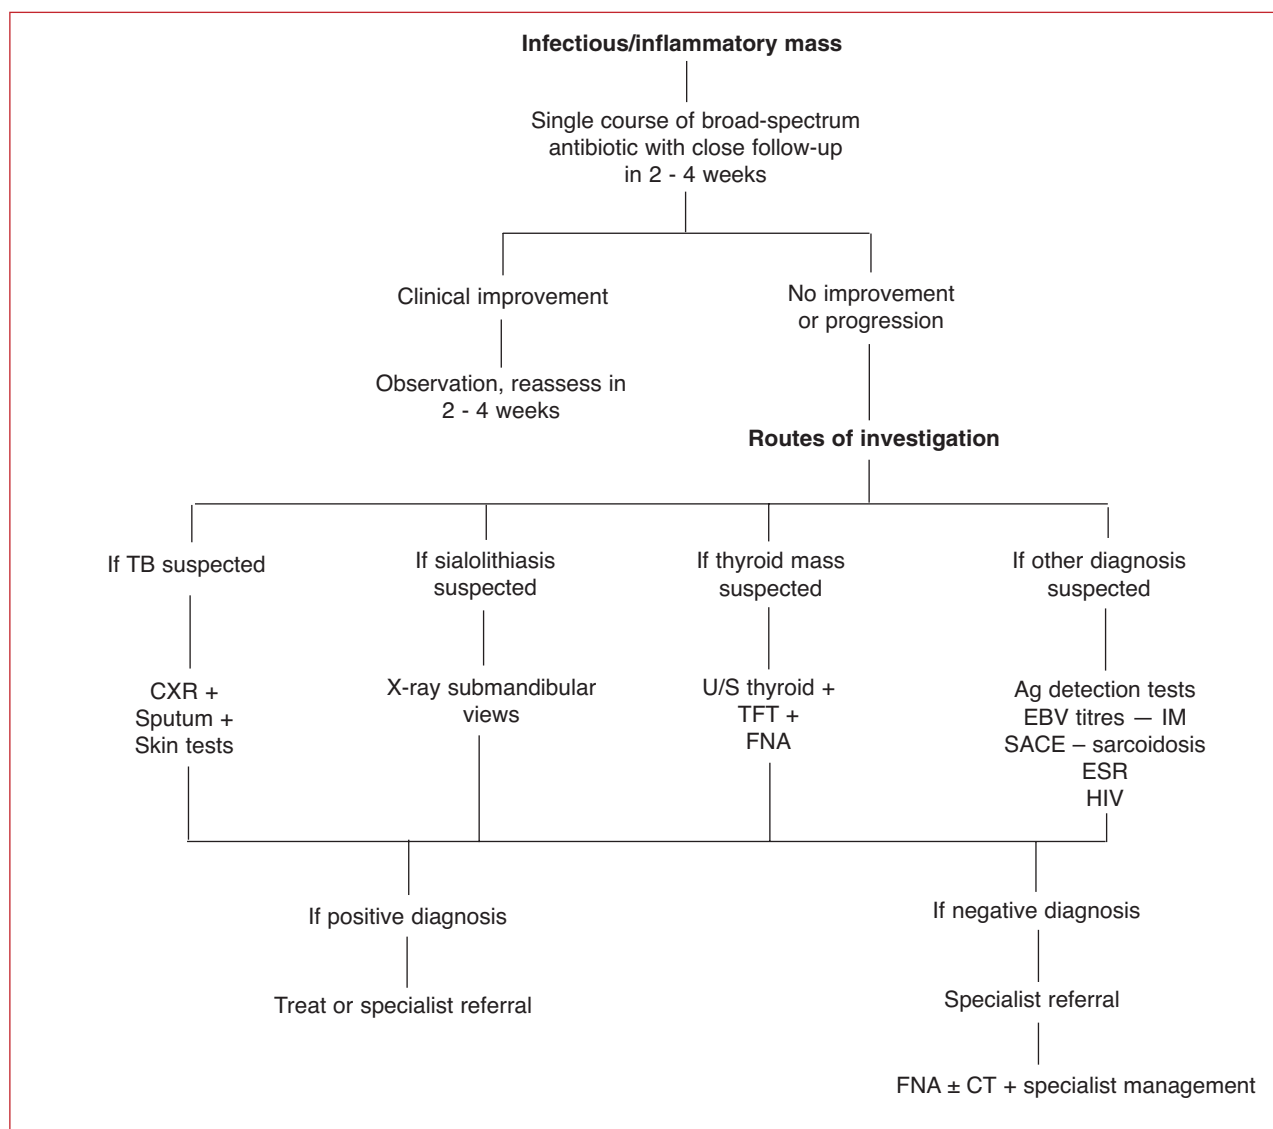 Infectious/inflammatory mass
Single course of broad-spectrum
antibiotic with close follow-up
in 2 - 4 weeks
Clinical improvement
No improvement
or progression
Observation, reassess in
2 - 4 weeks
Routes of investigation
If TB suspected
If sialolithiasis
suspected
If thyroid mass
suspected
If other diagnosis
suspected
CXR +
Sputum +
Skin tests
X-ray submandibular
views
U/S thyroid +
TFT +
FNA
Ag detection tests
EBV titres — IM
SACE – sarcoidosis
ESR
HIV
If positive diagnosis
If negative diagnosis
Treat or specialist referral
Specialist referral
FNA ± CT + specialist management